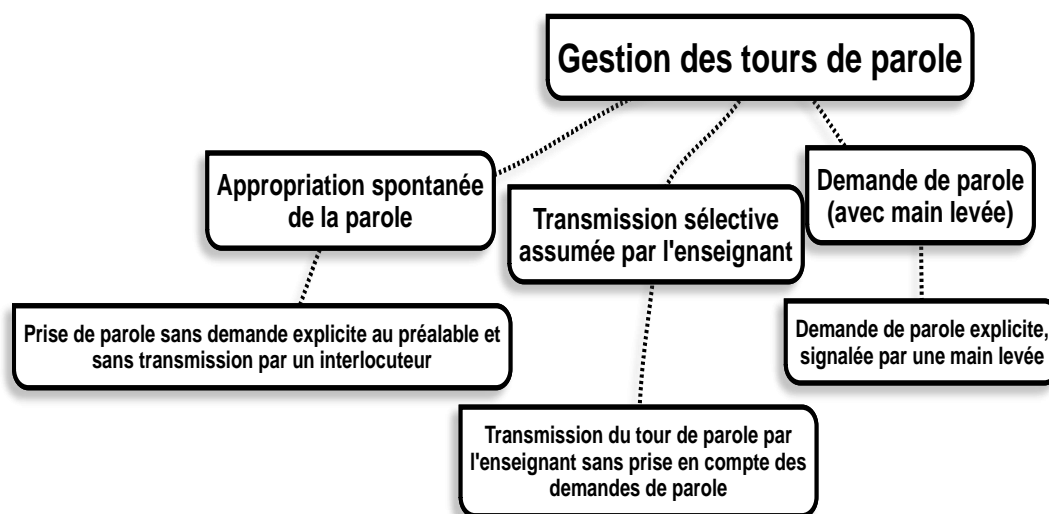 Gestion des tours de parole
Appropriation spontanée
de la parole
Transmission sélective
assumée par l'enseignant
Demande de parole
(avec main levée)
Prise de parole sans demande explicite au préalable et
sans transmission par un interlocuteur
Transmission du tour de parole par
l'enseignant sans prise en compte des
demandes de parole
Demande de parole explicite,
signalée par une main levée